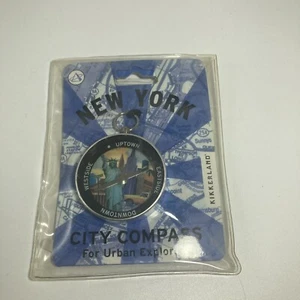 NEW YORK
UPTOWN
WESTSIDE
EASTSIDE
DOWNTOWN
KIKKERLAND
CITY COMPASS
For Urban Explor